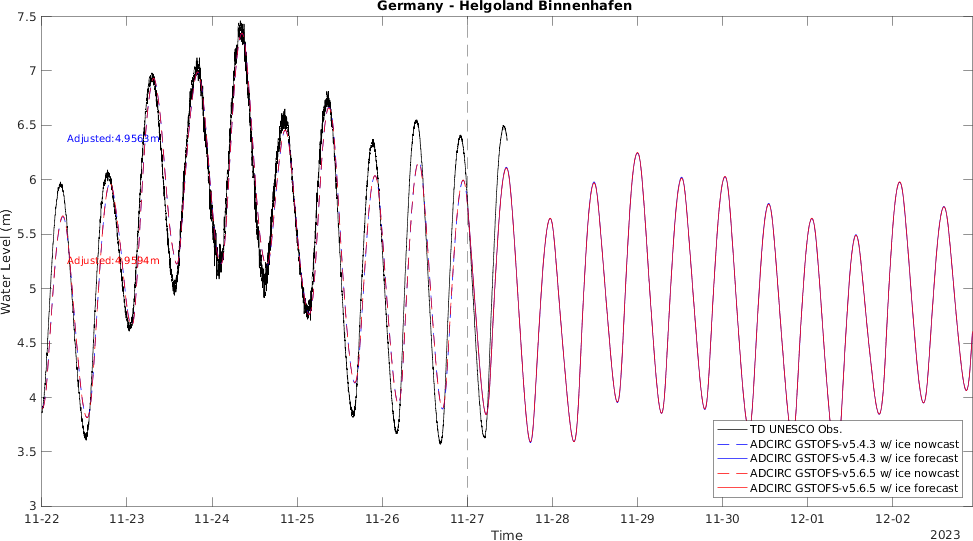 Germany - Helgoland Binnenhafen
7.5
7
6.5
6
5.5
5
4.5
4
3.5
3
Water Level (m)
Adjusted:4.9563m
Adjusted:4.9594m
TD UNESCO Obs.
ADCIRC GSTOFS-v5.4.3 w/ ice nowcast
ADCIRC GSTOFS-v5.4.3 w/ ice forecast
ADCIRC GSTOFS-v5.6.5 w/ ice nowcast
ADCIRC GSTOFS-v5.6.5 w/ ice forecast
11-22 11-23 11-24 11-25 11-26 11-27 11-28 11-29 11-30 12-01 12-02
Time
2023